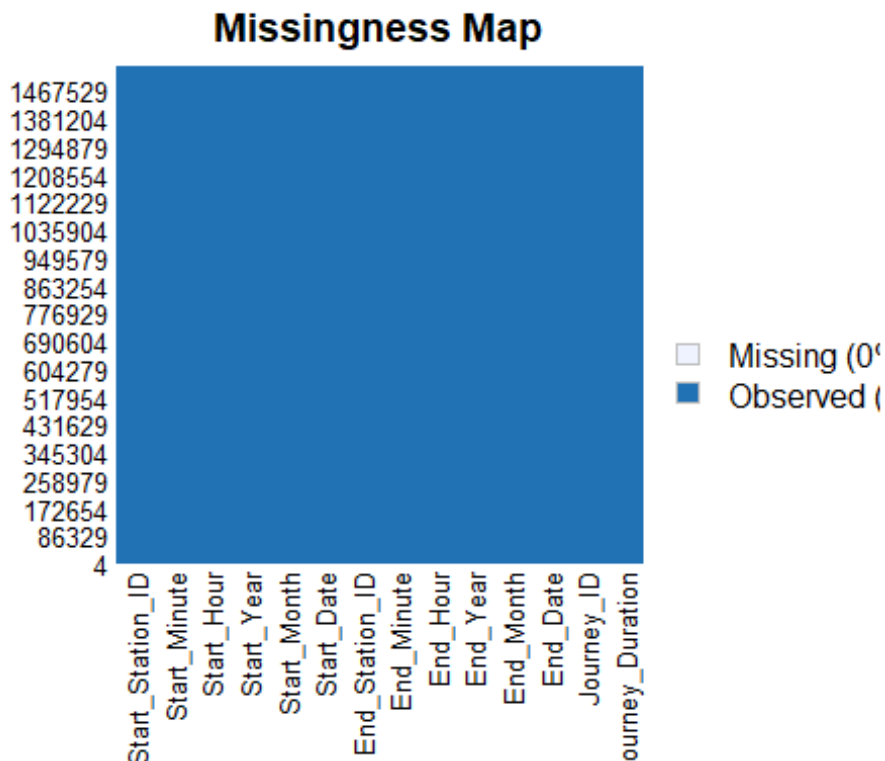 Missingness Map
1467529
1381204
1294879
1208554
1122229
1035904
949579
863254
776929
690604
604279
517954
431629
345304
258979
172654
86329
4
Missing (0%
Observed (
Start_Station_ID
Start_Minute
Start_Hour
Start_Year
Start_Month
Start_Date
End_Station_ID
End_Minute
End_Hour
End_Year
End_Month
End_Date
Journey_ID
ourney_Duration